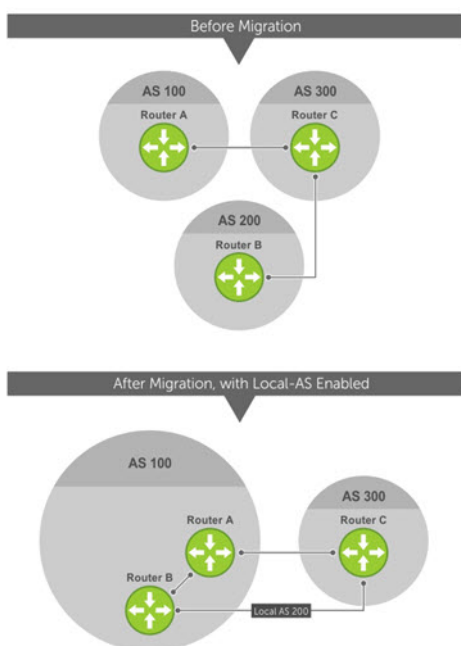 Before Migration
AS 100
AS 300
Router A
Router C
AS 200
Router B
After Migration, with Local-AS Enabled
AS 100
AS 300
Router A
Router C
Router B
Local AS 200